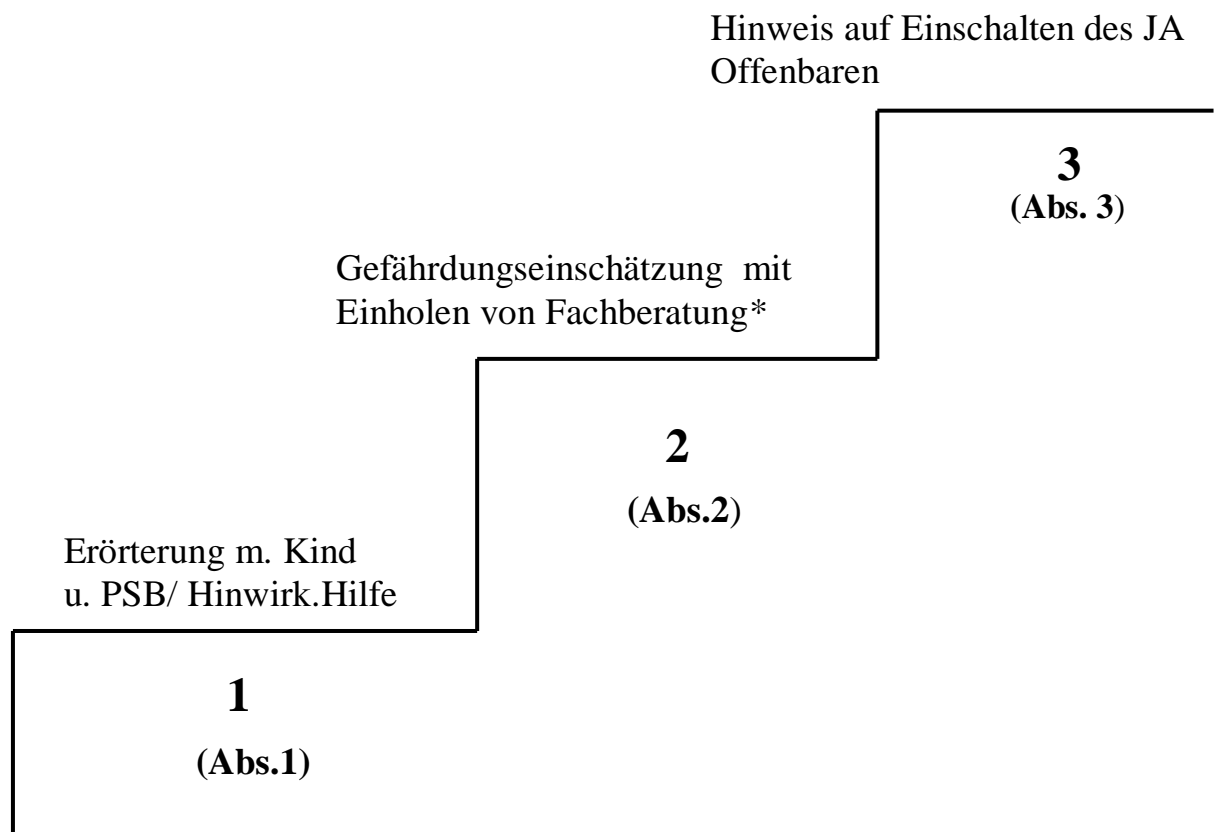 Hinweis auf Einschalten des JA
Offenbaren
3
(Abs. 3)
Gefährdungseinschätzung mit
Einholen von Fachberatung*
2
(Abs.2)
Erörterung m. Kind
u. PSB/ Hinwirk.Hilfe
1
(Abs.1)